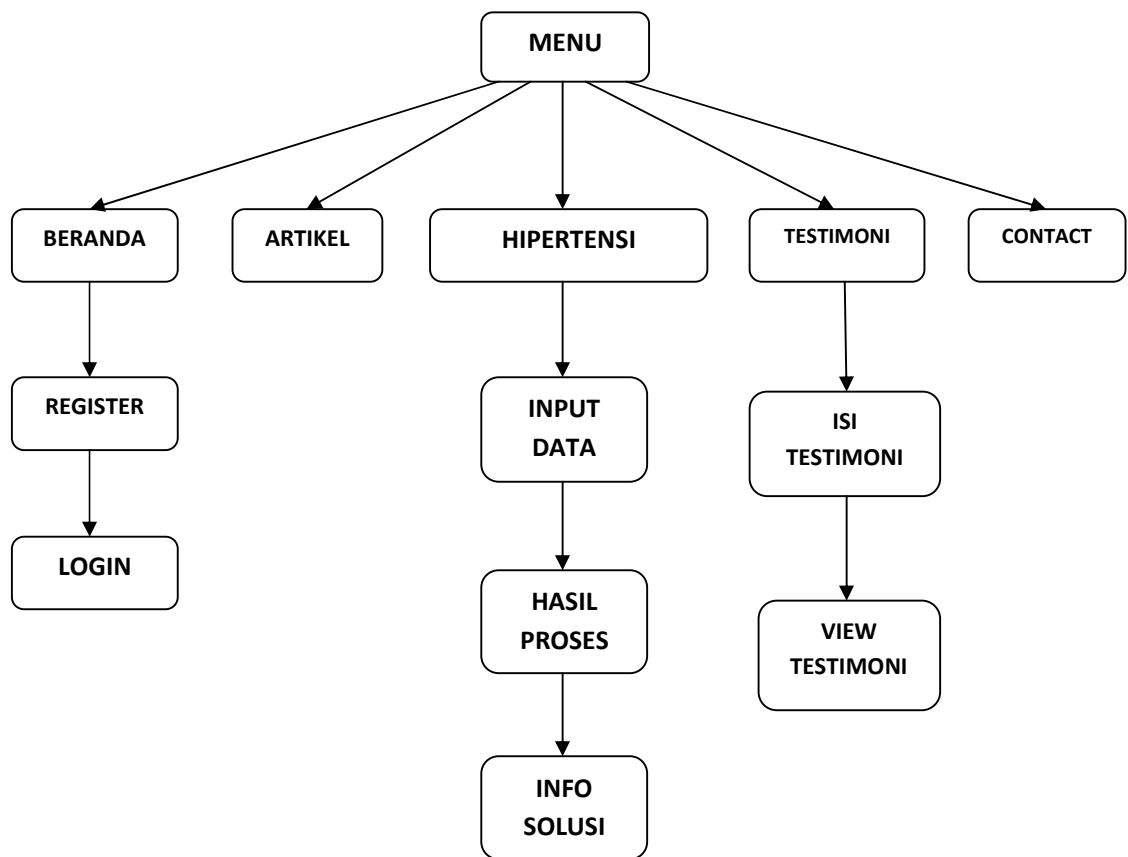 MENU
BERANDA
ARTIKEL
HIPERTENSI
TESTIMONI
CONTACT
REGISTER
INPUT
DATA
ISI
TESTIMONI
LOGIN
HASIL
PROSES
VIEW
TESTIMONI
INFO
SOLUSI